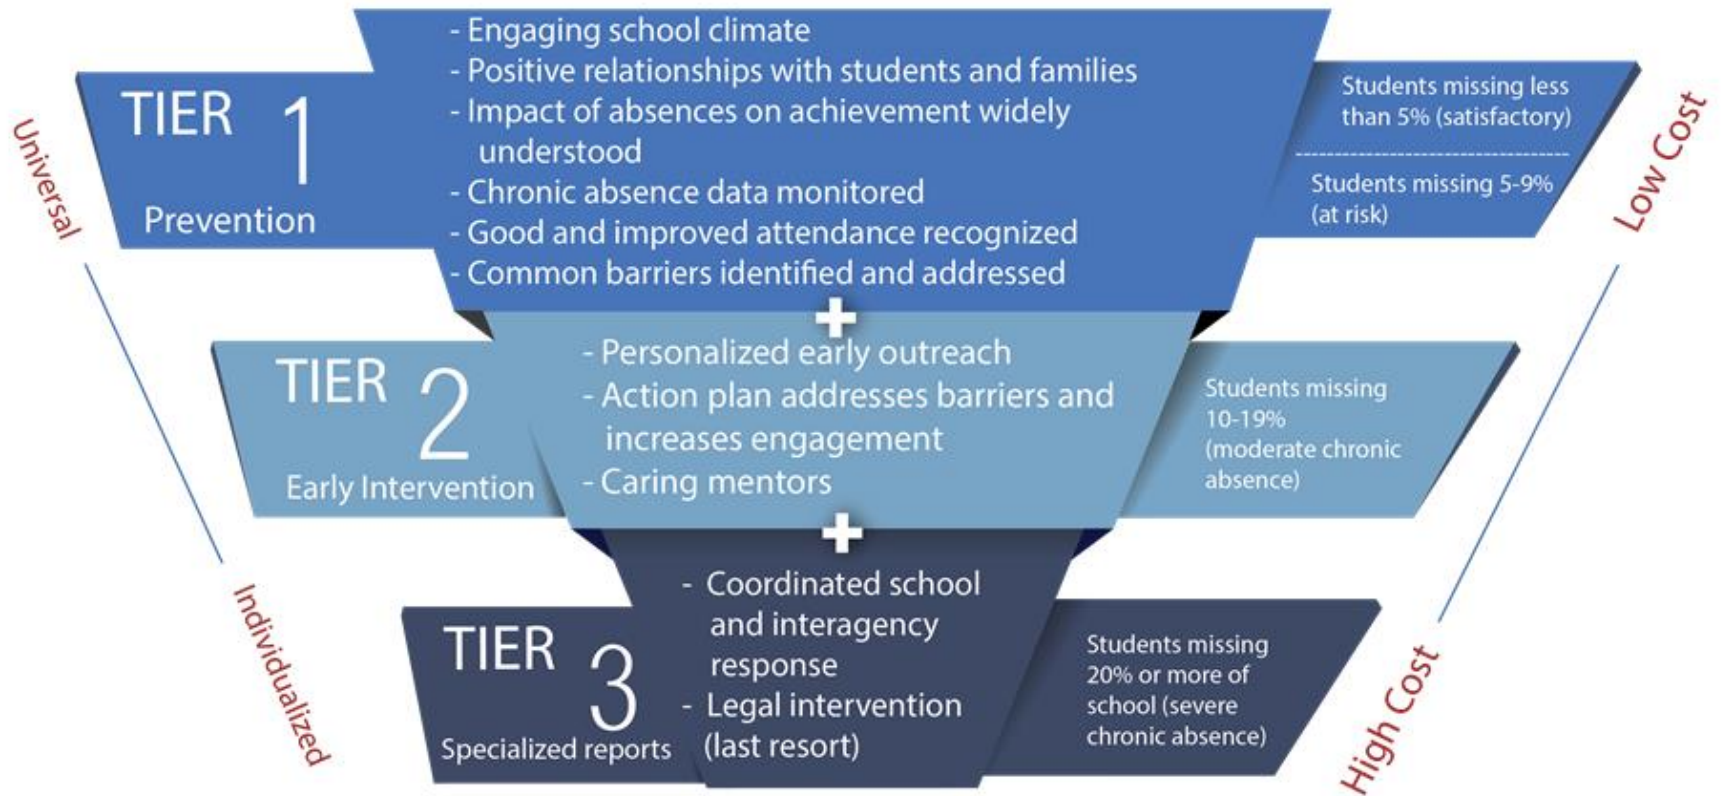 Universal
TIER 1
Prevention
- Engaging school climate
- Positive relationships with students and families
- Impact of absences on achievement widely
understood
- Chronic absence data monitored
- Good and improved attendance recognized
- Common barriers identified and addressed
Students missing less
than 5% (satisfactory)
Students missing 5-9%
(at risk)
Low Cost
+
TIER 2
Early Intervention
- Personalized early outreach
- Action plan addresses barriers and
increases engagement
- Caring mentors
Students missing
10-19%
(moderate chronic
absence)
+
Individualized
TIER 3
Specialized reports
- Coordinated school
and interagency
response
- Legal intervention
(last resort)
Students missing
20% or more of
school (severe
chronic absence)
High Cost